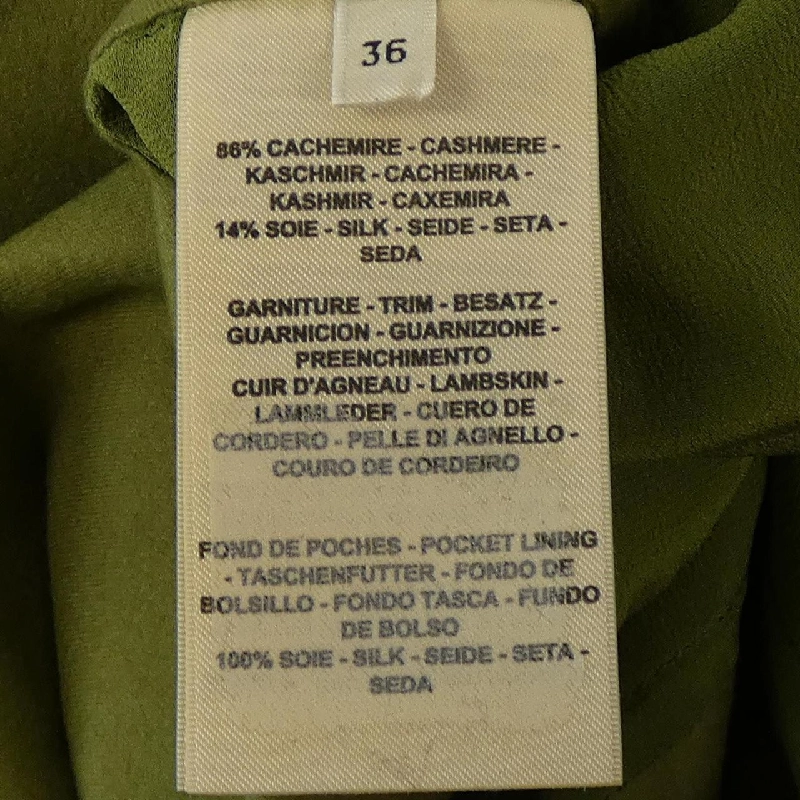 36
86% CACHEMIRE - CASHMERE -
KASCHMIR - CACHEMIRA -
KASHMIR - CAXEMIRA
14% SOIE - SILK - SEIDE - SETA -
SEDA
GARNITURE - TRIM - BESATZ -
GUARNICION - GUARNIZIONE -
PREENCHIMENTO
CUIR D'AGNEAU - LAMBSKIN -
LAMMLEDER - CUERO DE
CORDERO - PELLE DI AGNELLO -
COURO DE CORDEIRO
FOND DE POCHES - POCKET LINING
- TASCHENFUTTER - FONDO DE
BOLSILLO - FONDO TASCA - FUNDO
DE BOLSO
100% SOIE - SILK - SEIDE - SETA -
SEDA